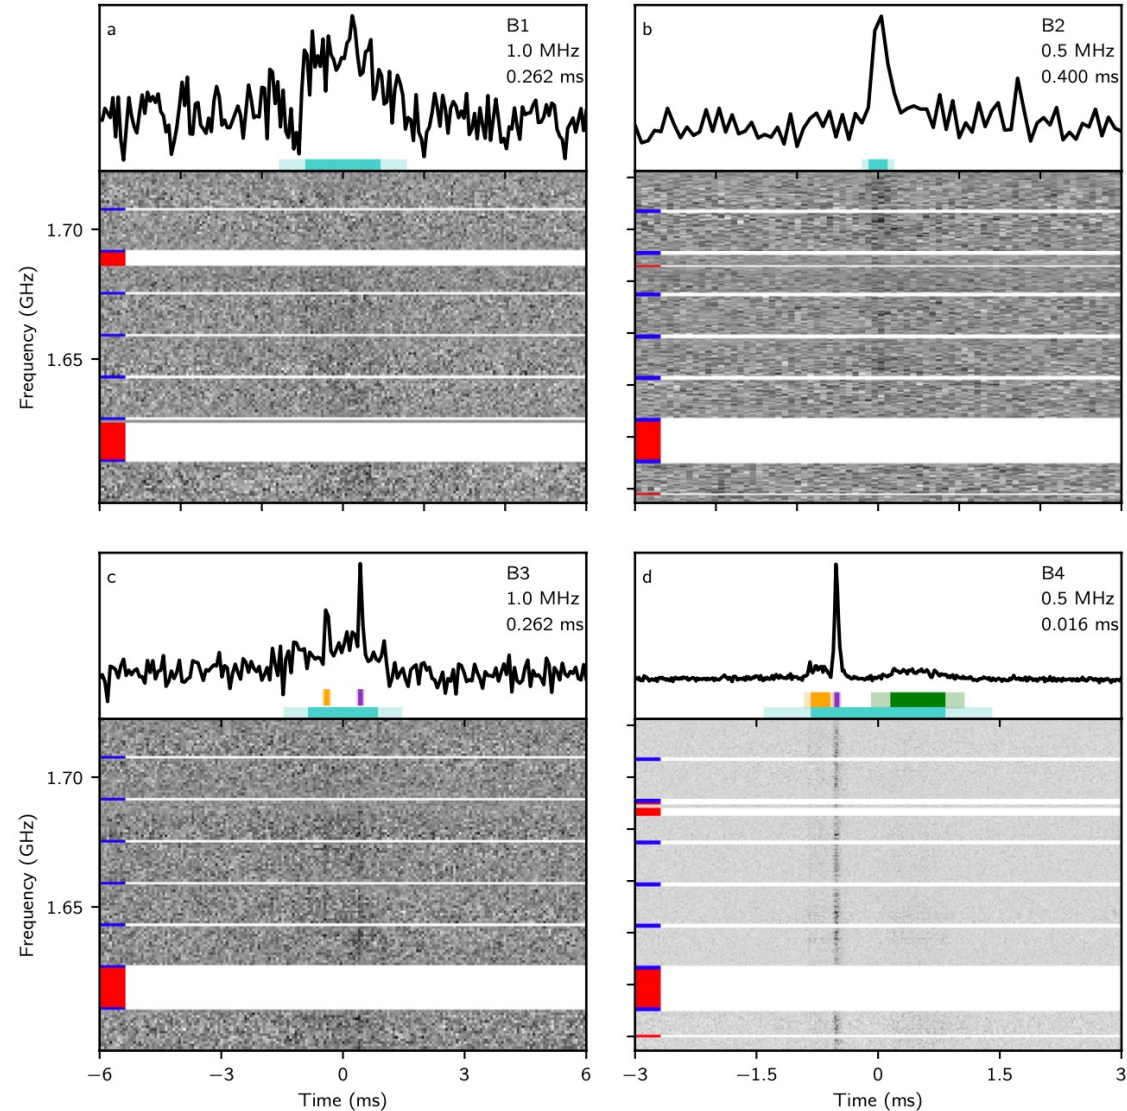 a
B1
1.0 MHz
0.262 ms
b
B2
0.5 MHz
0.400 ms
1.70
1.65
Frequency (GHz)
c
B3
1.0 MHz
0.262 ms
d
B4
0.5 MHz
0.016 ms
1.70
1.65
Frequency (GHz)
−6 −3 0 3 6
Time (ms)
−3 −1.5 0 1.5 3
Time (ms)